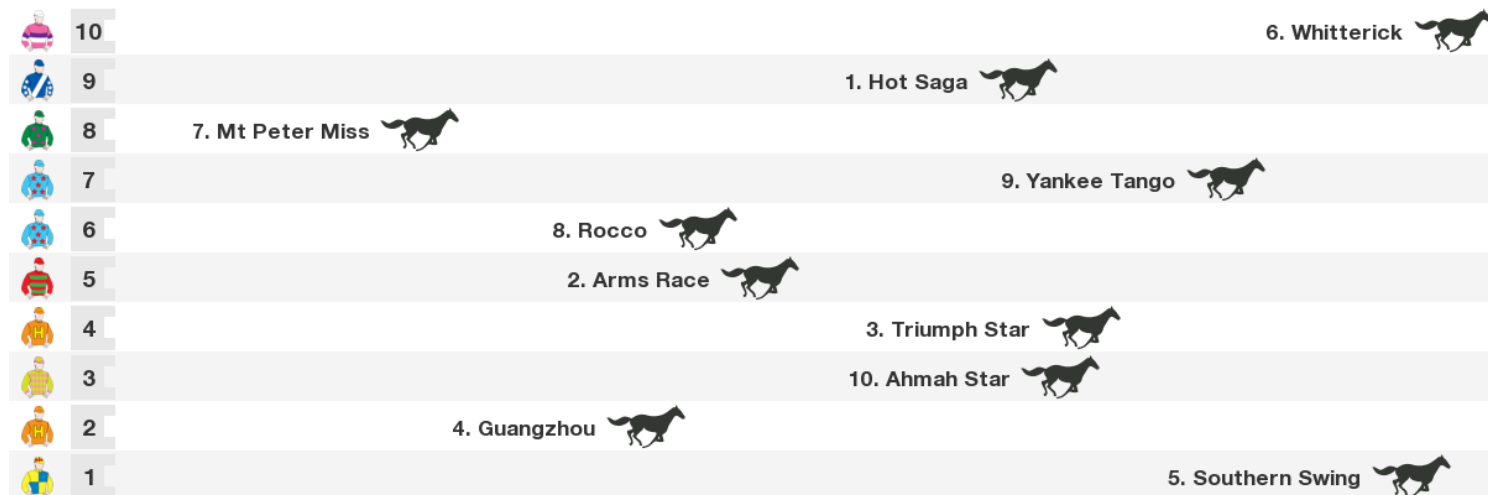 10 6. Whitterick
9 1. Hot Saga
8 7. Mt Peter Miss
7 9. Yankee Tango
6 8. Rocco
5 2. Arms Race
H 4 3. Triumph Star
3 10. Ahmah Star
H 2 4. Guangzhou
1 5. Southern Swing